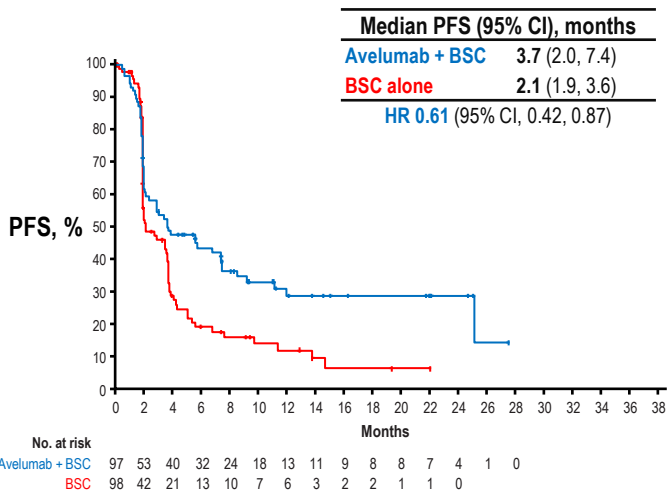 Median PFS (95% CI), months
Avelumab + BSC 3.7 (2.0, 7.4)
BSC alone 2.1 (1.9, 3.6)
HR 0.61 (95% CI, 0.42, 0.87)
PFS, %
100
90
80
70
60
50
40
30
20
10
0
0 2 4 6 8 10 12 14 16 18 20 22 24 26 28 30 32 34 36 38
Months
No. at risk
Avelumab + BSC 97 53 40 32 24 18 13 11 9 8 8 7 4 1 0
BSC 98 42 21 13 10 7 6 3 2 2 1 1 0